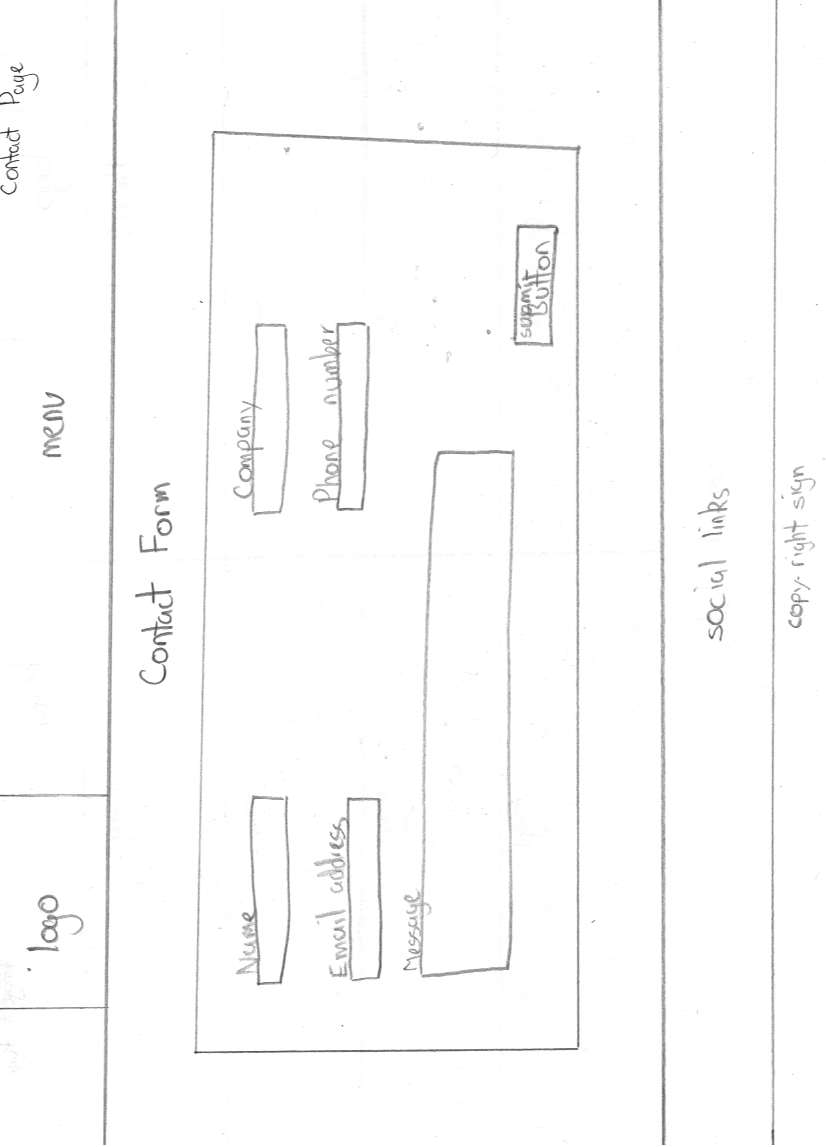 Contact Page
logo
menu
Contact Form
Name
Company
Email address
Phone number
Message
submit
Button
social links
copy right sign